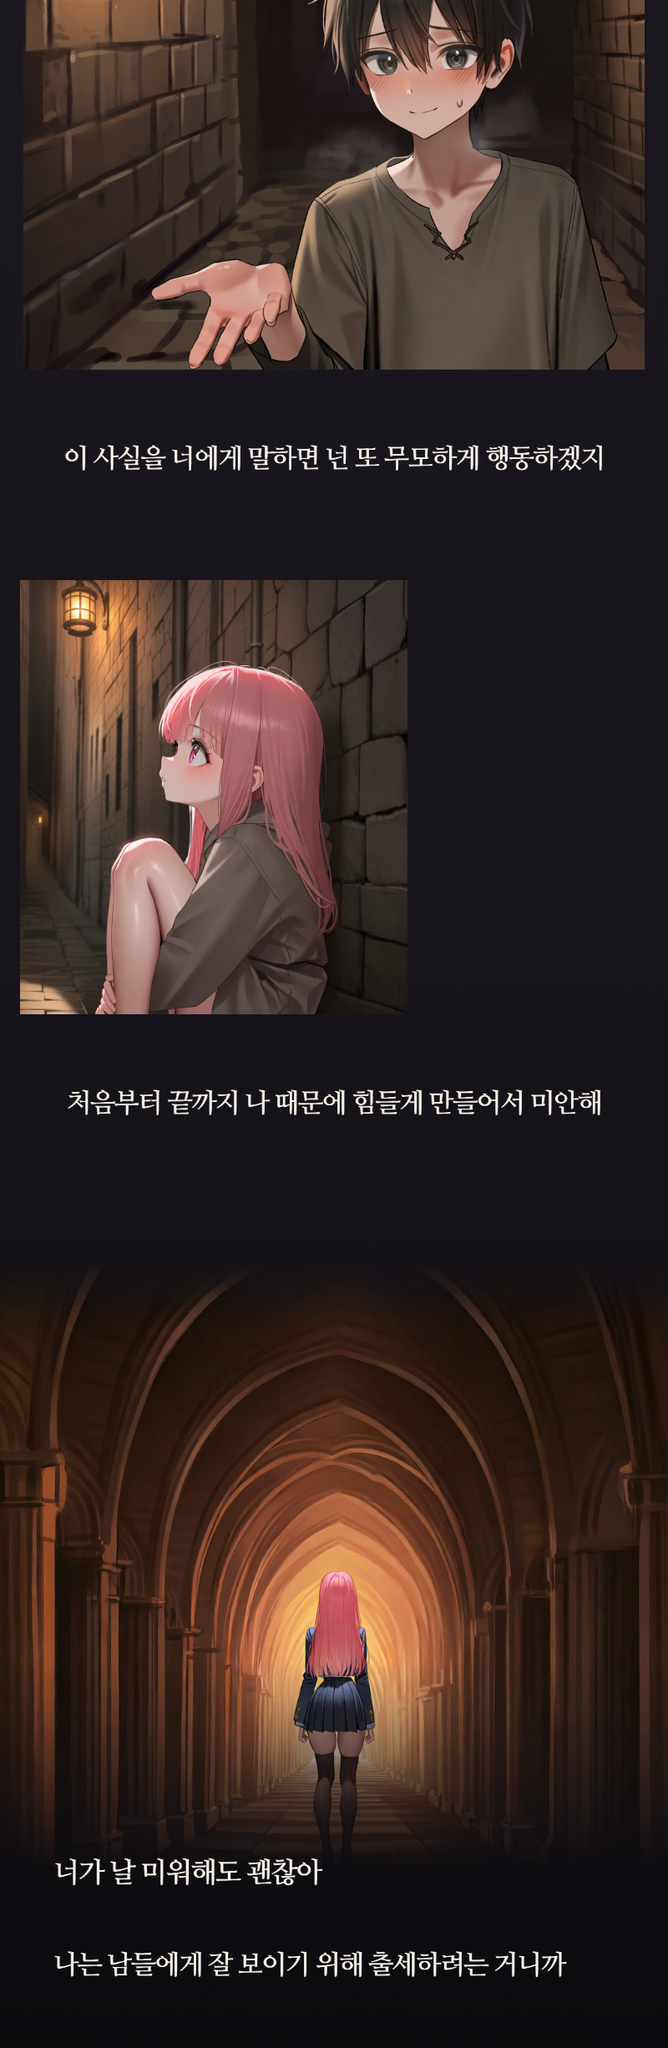 이 사실을 너에게 말하면 넌 또 무모하게 행동하겠지
처음부터 끝까지 나 때문에 힘들게 만들어서 미안해
너가 날 미워해도 괜찮아
나는 남들에게 잘 보이기 위해 출세하려는 거니까